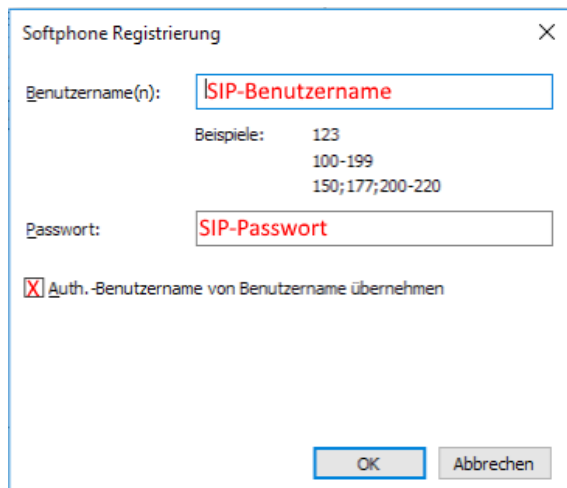 Softphone Registrierung
Benutzername(n): SIP-Benutzername
Beispiele: 123
100-199
150;177;200-220
Passwort: SIP-Passwort
X Auth.-Benutzername von Benutzername übernehmen
OK Abbrechen